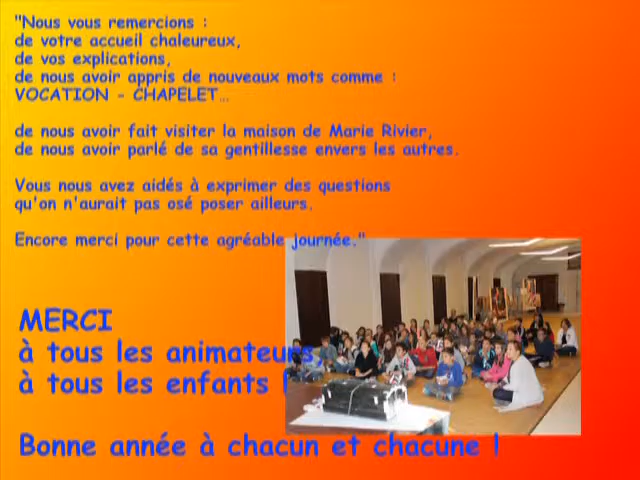 "Nous vous remercions :
de votre accueil chaleureux,
de vos explications,
de nous avoir appris de nouveaux mots comme :
VOCATION - CHAPELET…
de nous avoir fait visiter la maison de Marie Rivier,
de nous avoir parlé de sa gentillesse envers les autres.
Vous nous avez aidés à exprimer des questions
qu'on n'aurait pas osé poser ailleurs.
Encore merci pour cette agréable journée."
MERCI
à tous les animateurs,
à tous les enfants !
Bonne année à chacun et chacune !